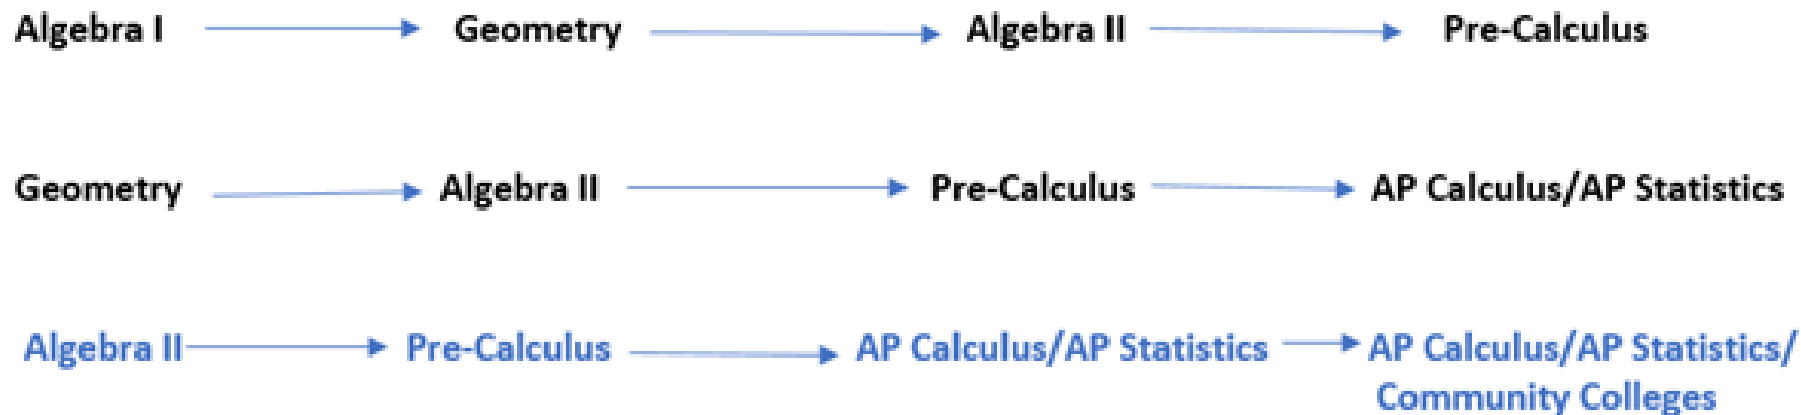 Algebra I Geometry Algebra II Pre-Calculus
Geometry Algebra II Pre-Calculus AP Calculus/AP Statistics
Algebra II Pre-Calculus AP Calculus/AP Statistics AP Calculus/AP Statistics/
Community Colleges